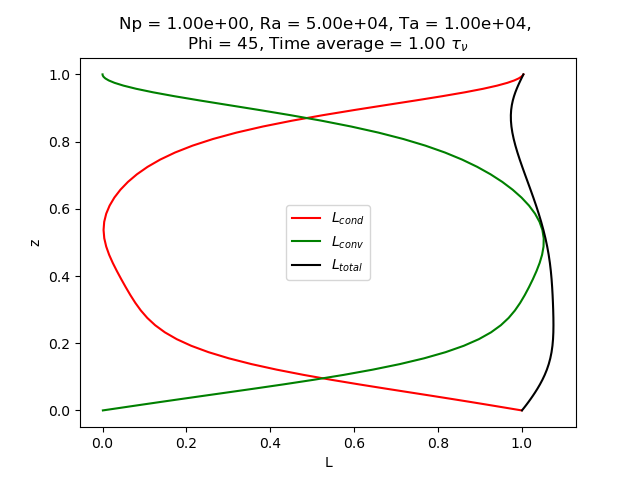 Np = 1.00e+00, Ra = 5.00e+04, Ta = 1.00e+04,
Phi = 45, Time average = 1.00 τν
1.0
0.8
0.6
0.4
0.2
0.0
z
Lcond
Lconv
Ltotal
0.0 0.2 0.4 0.6 0.8 1.0
L